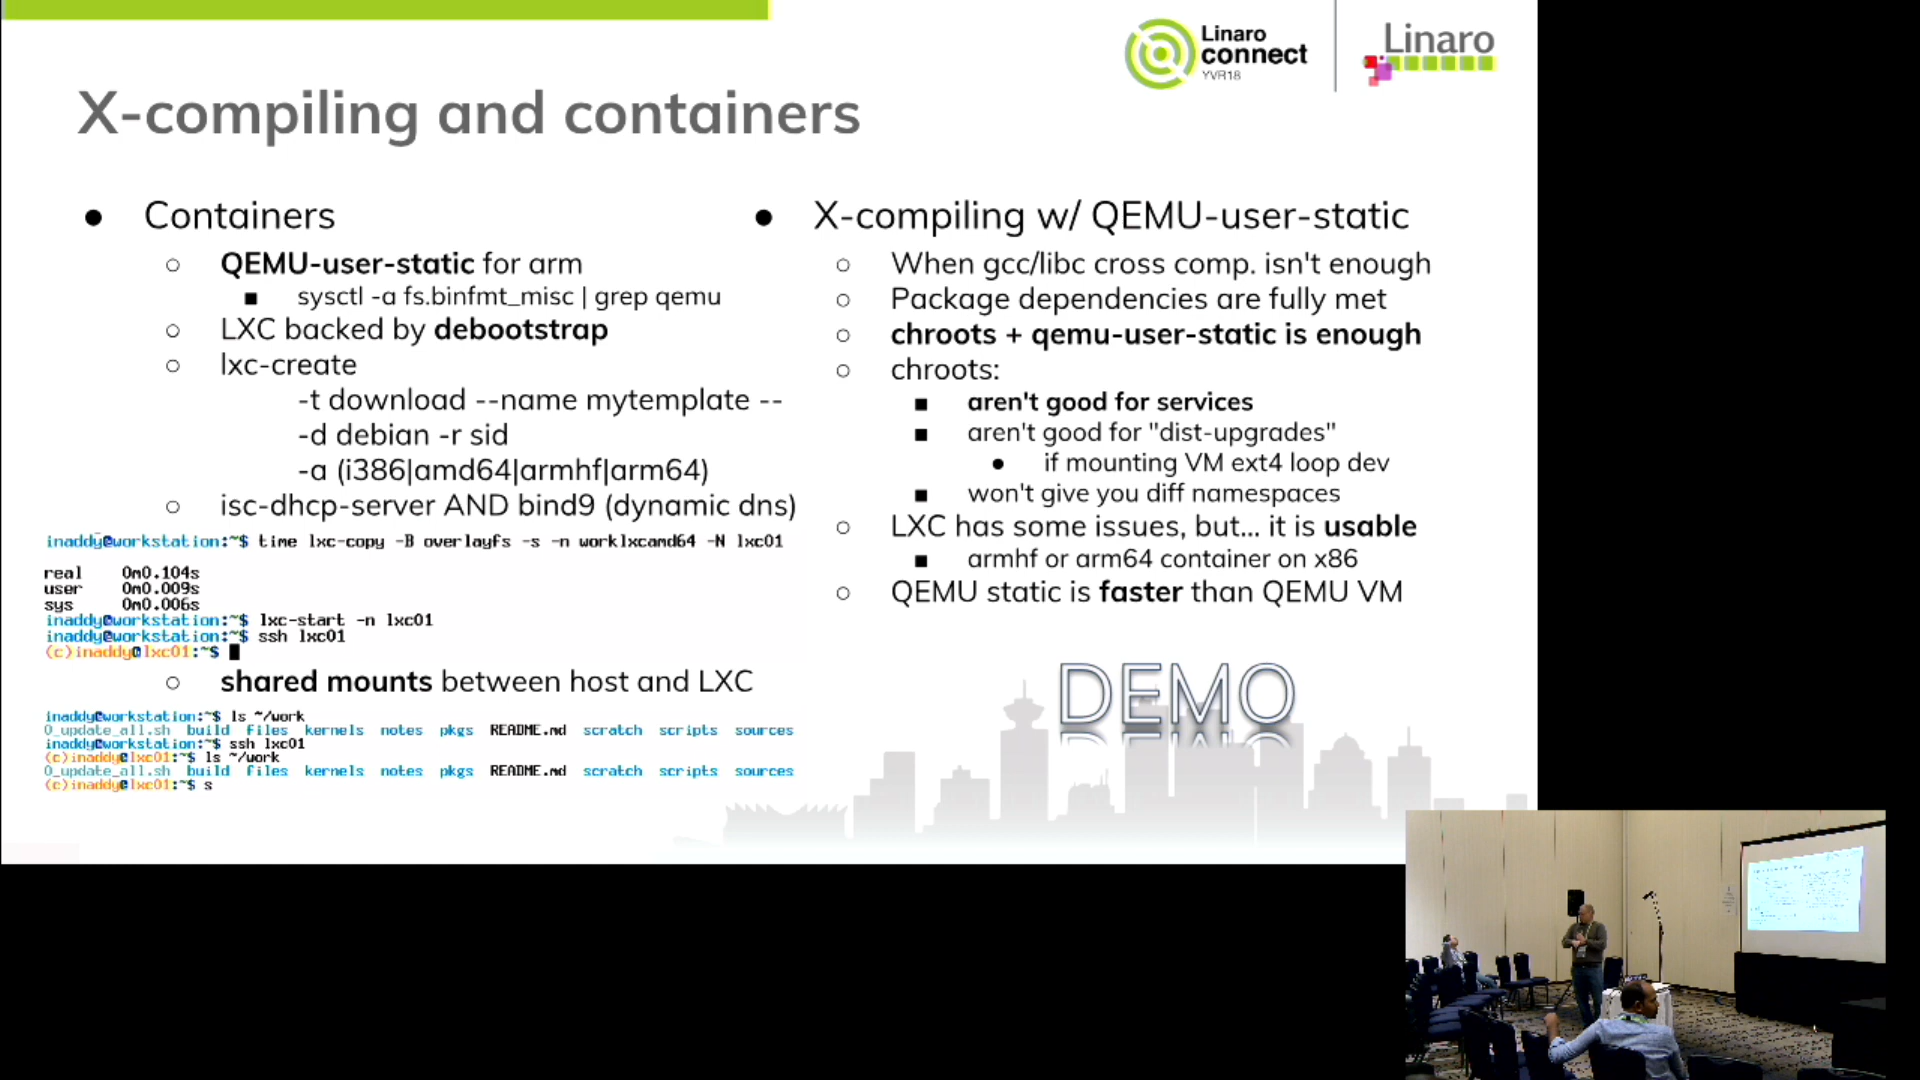 Linaro
connect
YVR18
Linaro
X-compiling and containers
● Containers
○ QEMU-user-static for arm
■ sysctl -a fs.binfmt_misc | grep qemu
○ LXC backed by debootstrap
○ lxc-create
-t download --name mytemplate --
-d debian -r sid
-a (i386|amd64|armhf|arm64)
○ isc-dhcp-server AND bind9 (dynamic dns)
inaddy@workstation:~$ time lxc-copy -B overlayfs -s -n worklxcamd64 -N lxc01
real 0m0.104s
user 0m0.009s
sys 0m0.006s
inaddy@workstation:~$ lxc-start -n lxc01
inaddy@workstation:~$ ssh lxc01
(c)inaddy@lxc01:~$
○ shared mounts between host and LXC
inaddy@workstation:~$ ls ~/work
0_update_all.sh build files kernels notes pkgs README.md scratch scripts sources
inaddy@workstation:~$ ssh lxc01
(c)inaddy@lxc01:~$ ls ~/work
0_update_all.sh build files kernels notes pkgs README.md scratch scripts sources
(c)inaddy@lxc01:~$ s
● X-compiling w/ QEMU-user-static
○ When gcc/libc cross comp. isn't enough
○ Package dependencies are fully met
○ chroots + qemu-user-static is enough
○ chroots:
■ aren't good for services
■ aren't good for "dist-upgrades"
● if mounting VM ext4 loop dev
■ won't give you diff namespaces
○ LXC has some issues, but... it is usable
■ armhf or arm64 container on x86
○ QEMU static is faster than QEMU VM
DEMO